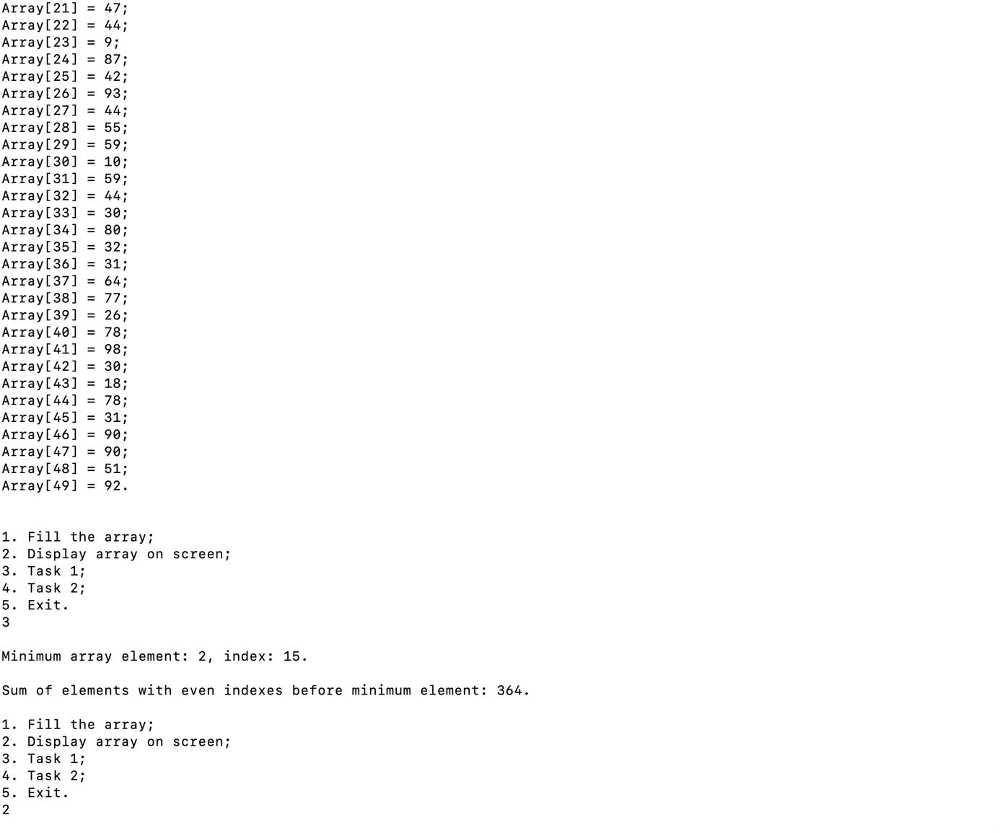 Array[21] = 47;
Array[22] = 44;
Array[23] = 9;
Array[24] = 87;
Array[25] = 42;
Array[26] = 93;
Array[27] = 44;
Array[28] = 55;
Array[29] = 59;
Array[30] = 10;
Array[31] = 59;
Array[32] = 44;
Array[33] = 30;
Array[34] = 80;
Array[35] = 32;
Array[36] = 31;
Array[37] = 64;
Array[38] = 77;
Array[39] = 26;
Array[40] = 78;
Array[41] = 98;
Array[42] = 30;
Array[43] = 18;
Array[44] = 78;
Array[45] = 31;
Array[46] = 90;
Array[47] = 90;
Array[48] = 51;
Array[49] = 92.
1. Fill the array;
2. Display array on screen;
3. Task 1;
4. Task 2;
5. Exit.
3
Minimum array element: 2, index: 15.
Sum of elements with even indexes before minimum element: 364.
1. Fill the array;
2. Display array on screen;
3. Task 1;
4. Task 2;
5. Exit.
2